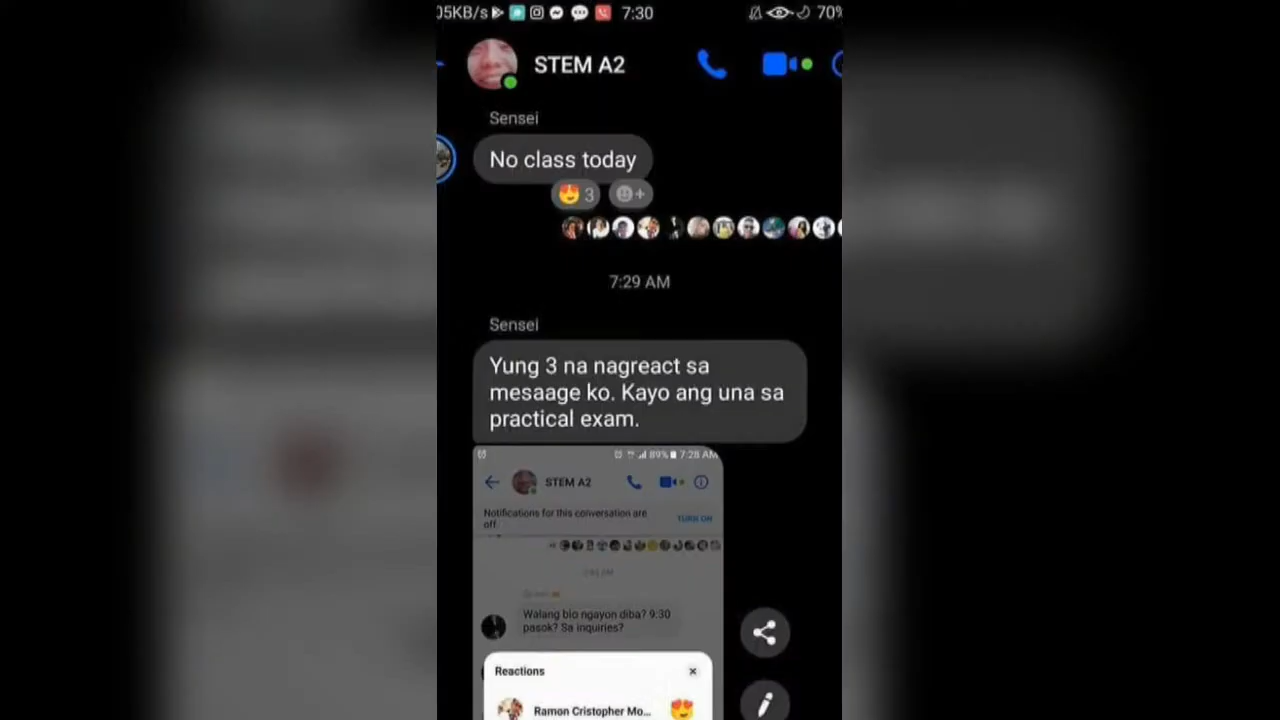 05KB/s 7:30 70%
STEM A2
Sensei
No class today
3
7:29 AM
Sensei
Yung 3 na nagreact sa
mesaage ko. Kayo ang una sa
practical exam.
89% 7:28 AM
STEM A2
Notifications for this conversation are
off.
TURN ON
Walang bio ngayon diba? 9:30
pasok? Sa inquiries?
Reactions
Ramon Cristopher Mo...